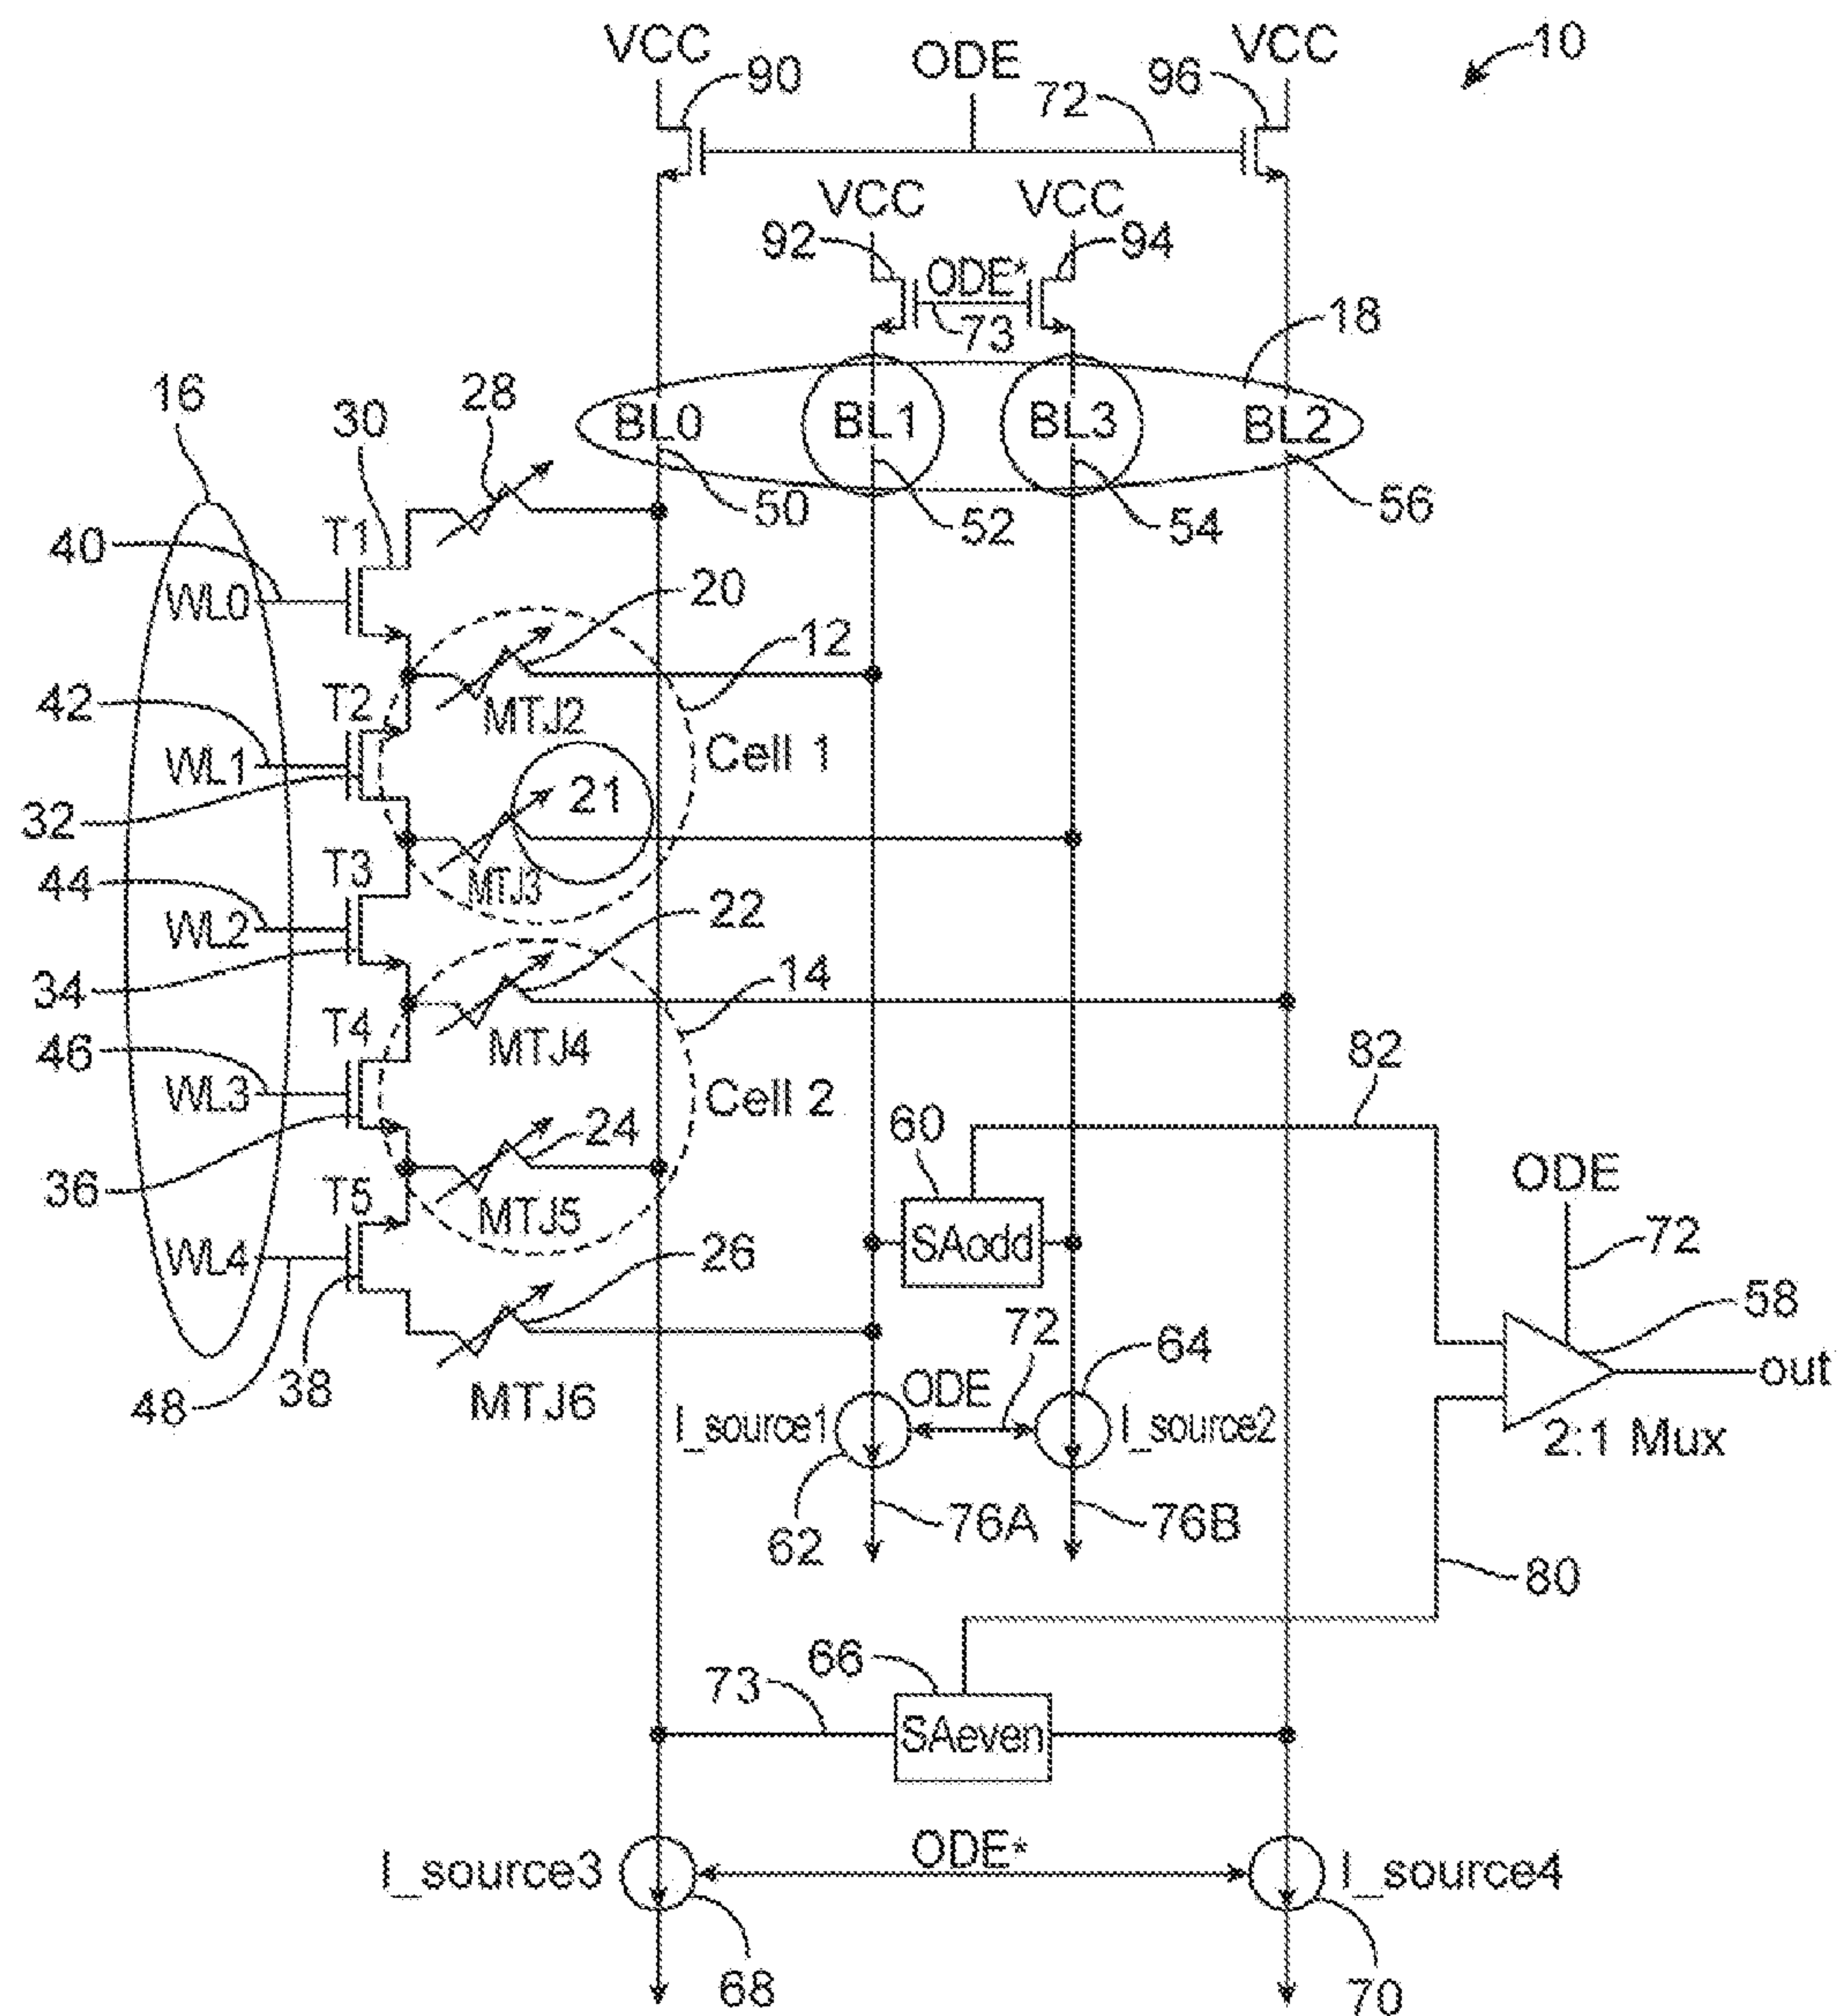 VCC ODE VCC 10
90 72 96
VCC VCC
92 ODE* 94
73
18
16 30 28 BL0 BL1 BL3 BL2
50 52 54 56
T1
40
WL0
20
12
MTJ2
42 T2
Cell 1
WL1
21
32
MTJ3
T3
44
22
WL2
34
14
T4
MTJ4
46
82
WL3
Cell 2
60
24
36
ODE
T5
MTJ5
SAodd
72
WL4
26
58
72
64
38
ODE
out
48
MTJ6
I_source1 I_source2
2:1 Mux
62 76A 76B
80
66
73
SAeven
ODE*
I_source3 I_source4
68 70